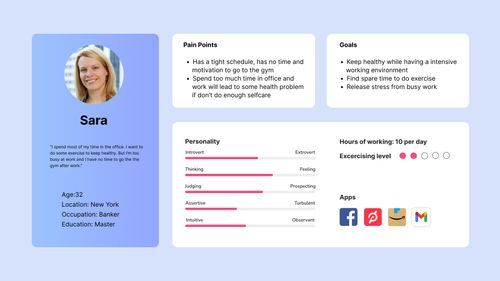 Sara
"I spend most of my time in the office. I want to
do some exercise to keep healthy. But I'm too
busy at work and I have no time to go the the
gym after work."
Age:32
Location: New York
Occupation: Banker
Education: Master
Pain Points
• Has a tight schedule, has no time and
motivation to go to the gym
• Spend too much time in office and
work will lead to some health problem
if don't do enough selfcare
Goals
• Keep healthy while having a intensive
working environment
• Find spare time to do exercise
• Release stress from busy work
Personality
Introvert Extrovert
Thinking Feeling
Judging Prospecting
Assertive Turbulent
Intuitive Observant
Hours of working: 10 per day
Excercising level
Apps